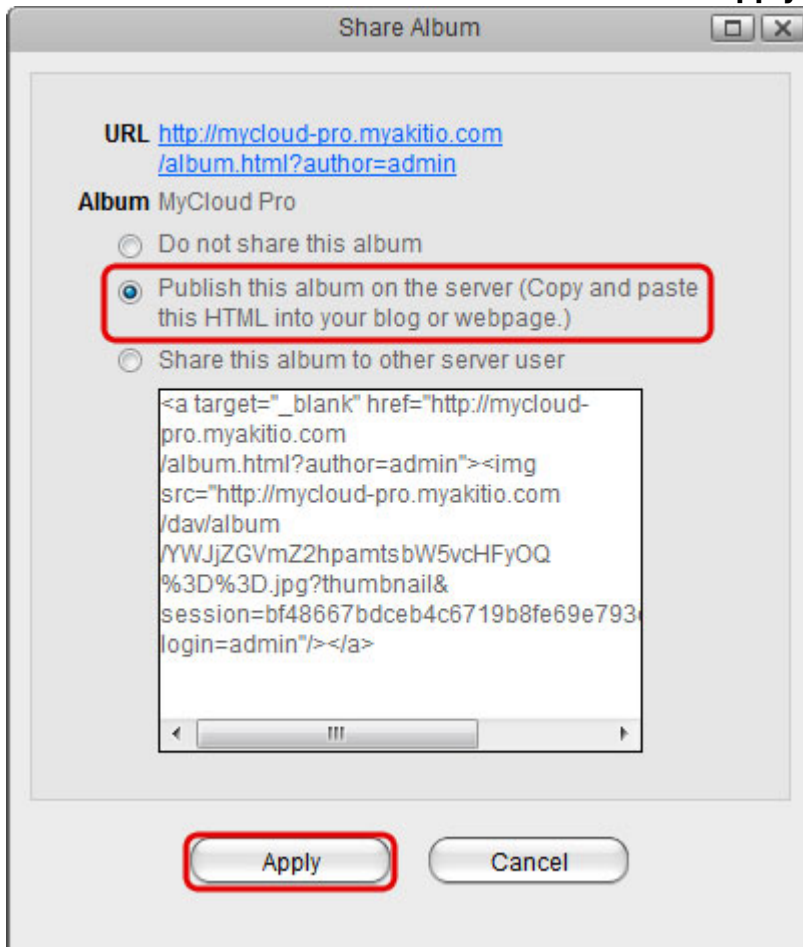 Share Album
URL http://mycloud-pro.myakitio.com
/album.html?author=admin
Album MyCloud Pro
Do not share this album
Publish this album on the server (Copy and paste
this HTML into your blog or webpage.)
Share this album to other server user
<a target="_blank" href="http://mycloud-
pro.myakitio.com
/album.html?author=admin"><img
src="http://mycloud-pro.myakitio.com
/dav/album
/YWJjZGVmZ2hpamtsbW5vcHFyOQ
%3D%3D.jpg?thumbnail&
session=bf48667bdceb4c6719b8fe69e793
login=admin"/></a>
Apply Cancel